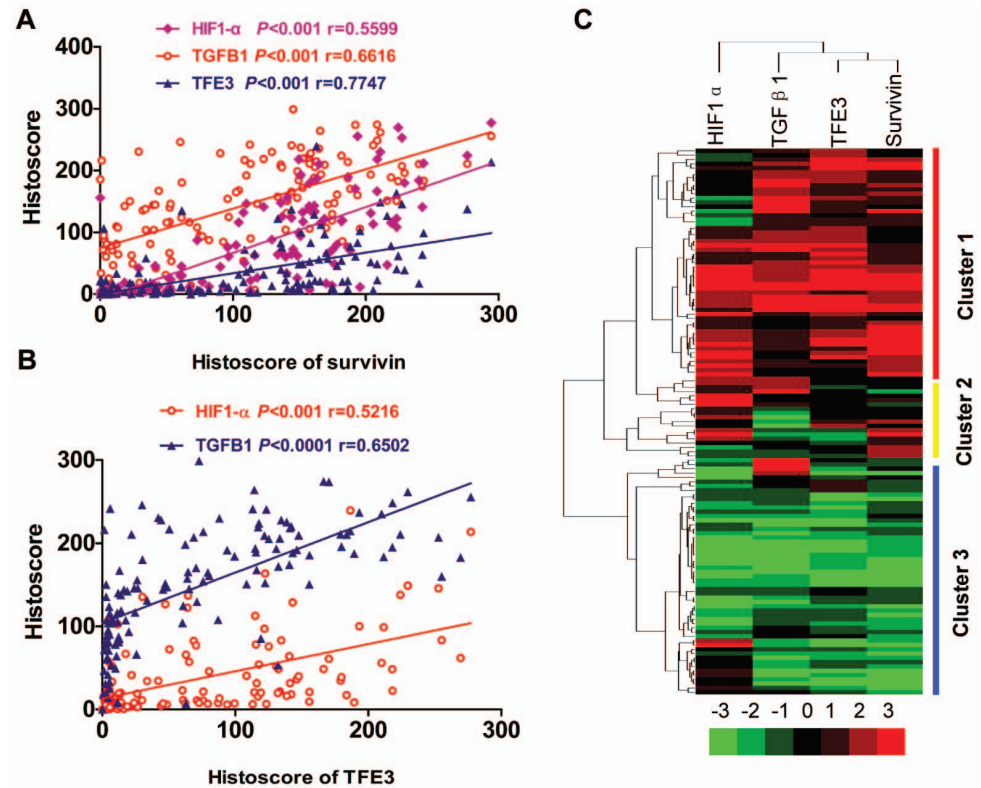 A
HIF1-α P<0.001 r=0.5599
TGFB1 P<0.001 r=0.6616
TFE3 P<0.001 r=0.7747
400
300
200
100
0
Histoscore
0 100 200 300
Histoscore of survivin
B
HIF1-α P<0.001 r=0.5216
TGFB1 P<0.0001 r=0.6502
300
200
100
0
Histoscore
0 100 200 300
Histoscore of TFE3
C
HIF1 α
TGF β 1
TFE3
Survivin
Cluster 1
Cluster 2
Cluster 3
-3 -2 -1 0 1 2 3